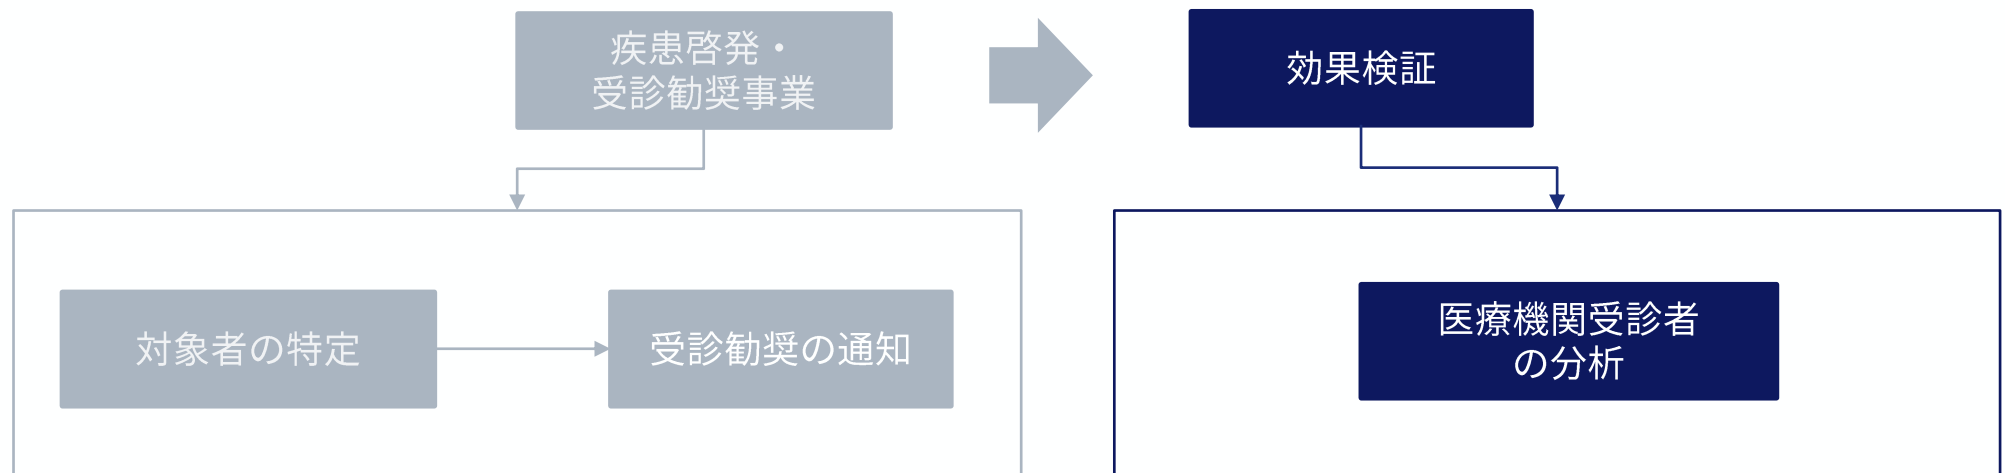 疾患啓発・
受診勧奨事業
効果検証
対象者の特定
受診勧奨の通知
医療機関受診者
の分析